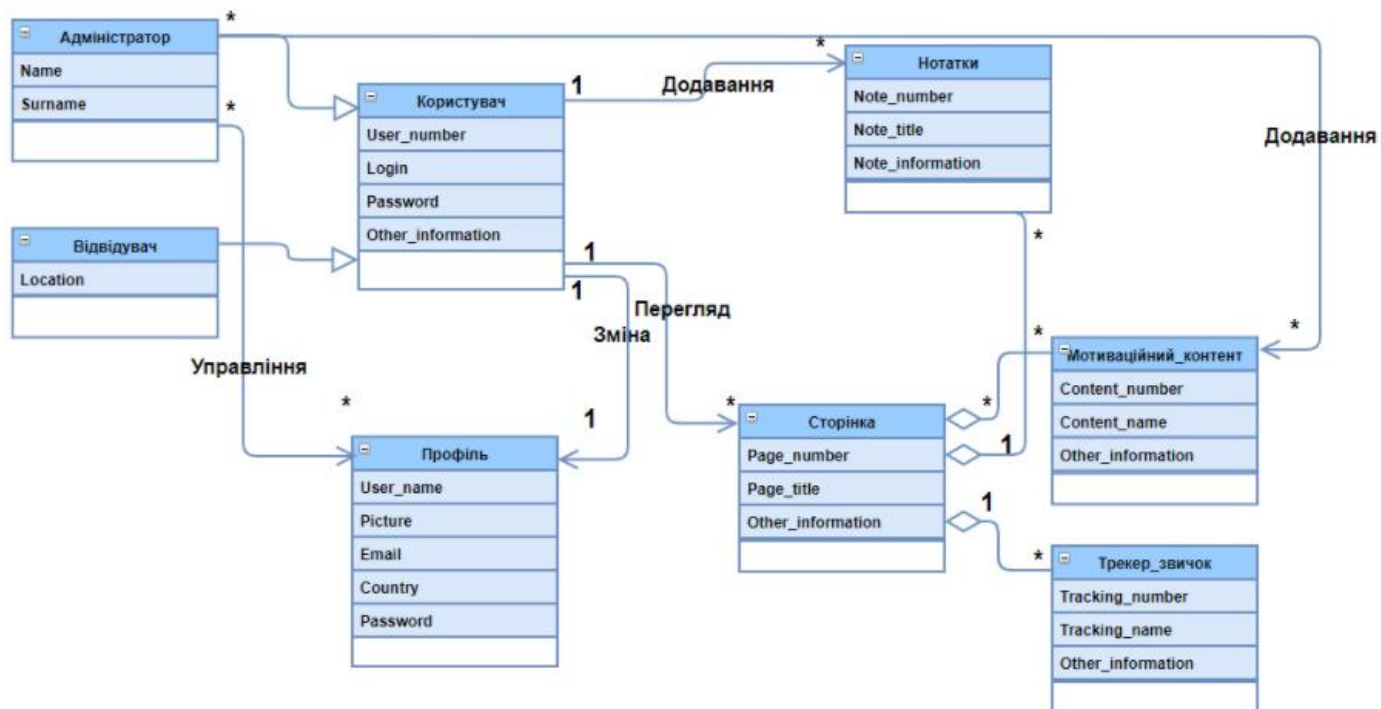 *
Адміністратор
Name
Surname
*
Відвідувач
Location
Управління
*
Користувач
User_number
Login
Password
Other_information
1
Додавання
*
1
1
Перегляд
Зміна
1
*
Профіль
User_name
Picture
Email
Country
Password
Нотатки
Note_number
Note_title
Note_information
*
Додавання
*
*
Мотиваційний_контент
Content_number
Content_name
Other_information
Сторінка
Page_number
Page_title
Other_information
*
1
1
*
Трекер_звичок
Tracking_number
Tracking_name
Other_information